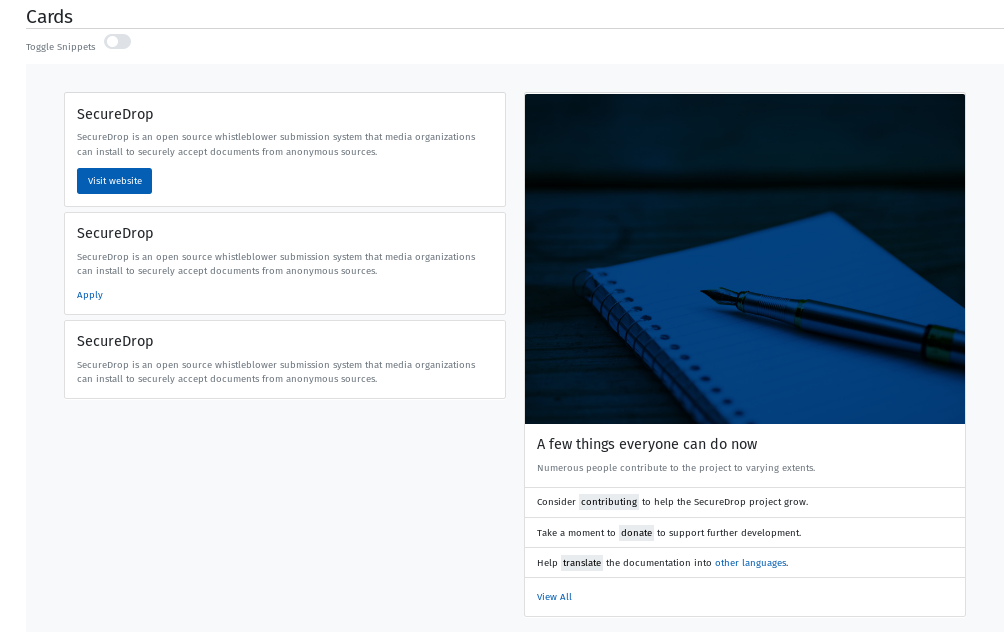 Cards
Toggle Snippets
SecureDrop
SecureDrop is an open source whistleblower submission system that media organizations
can install to securely accept documents from anonymous sources.
Visit website
SecureDrop
SecureDrop is an open source whistleblower submission system that media organizations
can install to securely accept documents from anonymous sources.
Apply
SecureDrop
SecureDrop is an open source whistleblower submission system that media organizations
can install to securely accept documents from anonymous sources.
A few things everyone can do now
Numerous people contribute to the project to varying extents.
Consider contributing to help the SecureDrop project grow.
Take a moment to donate to support further development.
Help translate the documentation into other languages.
View All